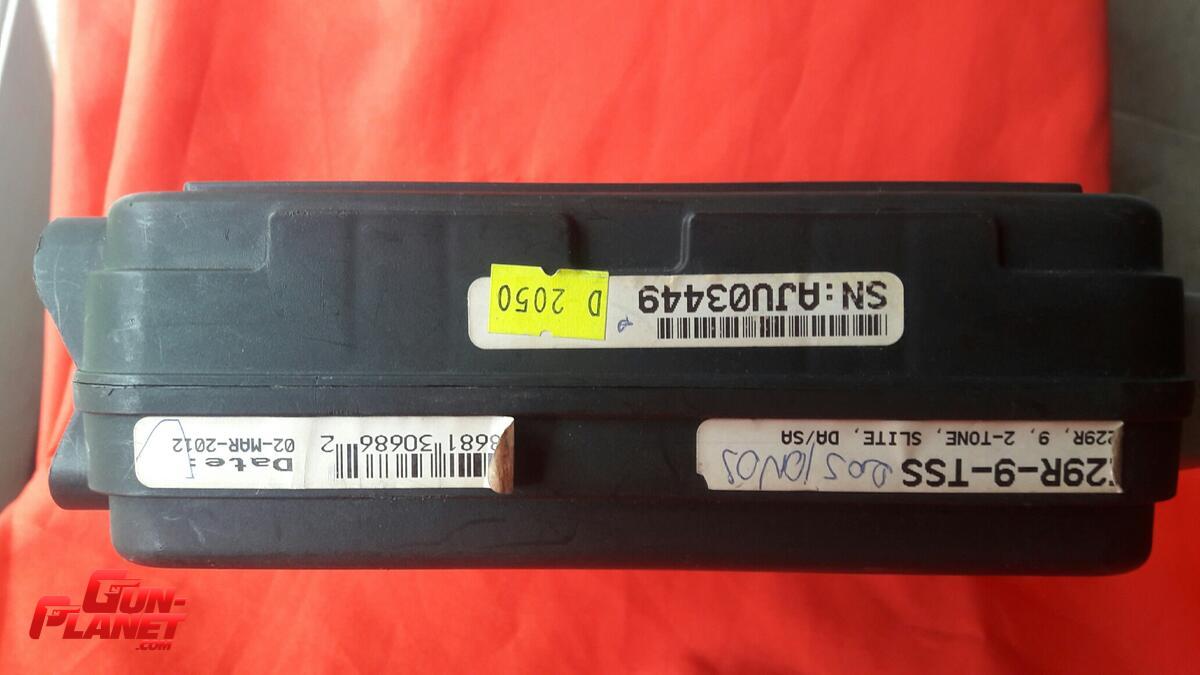 SN:AJU03449
D 2050
29R-9-TSS
229R, 9, 2-TONE, SLITE, DA/SA
8681 30686 2
Date:
02-MAR-2012
GUN-
PLANET
.COM